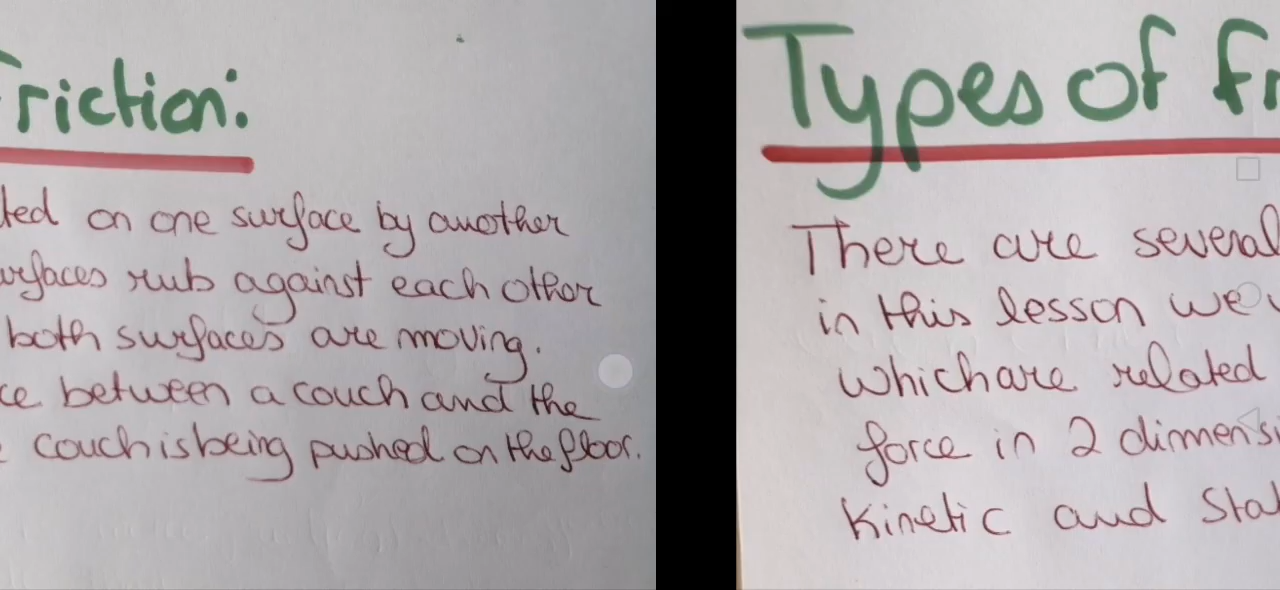 Friction:
ted on one surface by another
urfaces rub against each other
both surfaces are moving.
ce between a couch and the
e couch is being pushed on the floor.
Types of Fr
There are several
in this lesson we
which are related
force in 2 dimensi
Kinetic and Stat